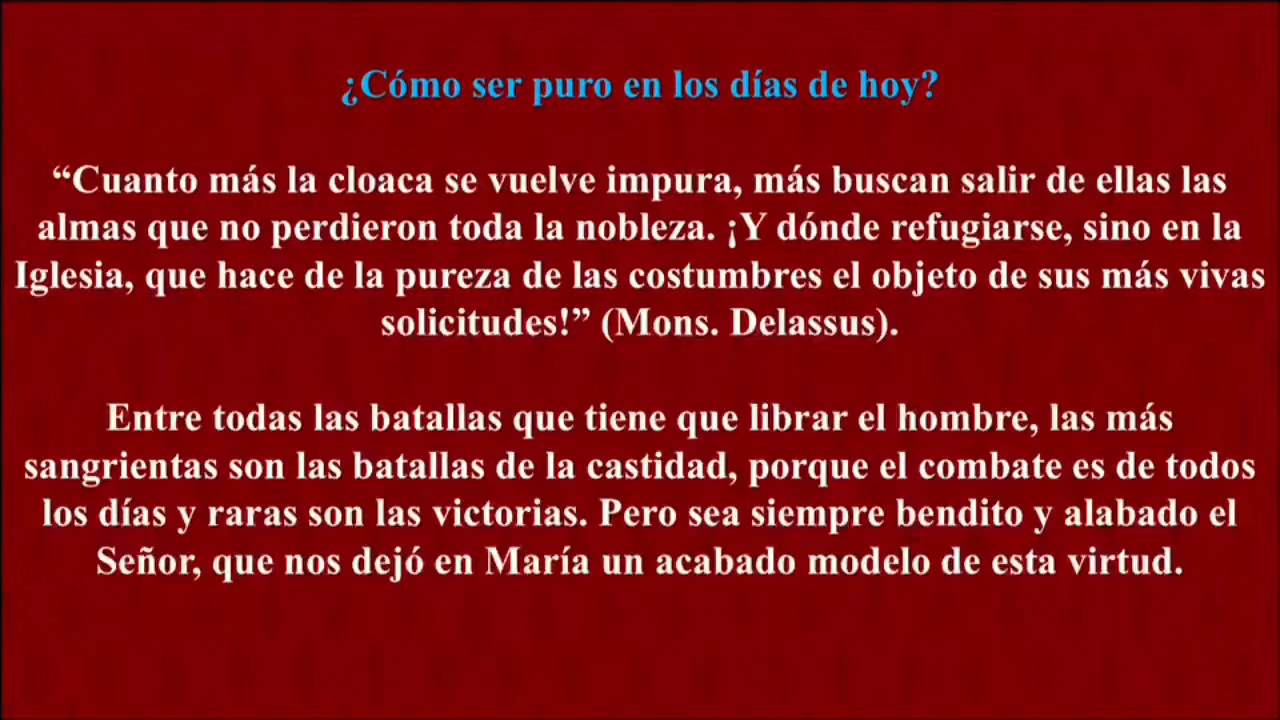 ¿Cómo ser puro en los días de hoy?
“Cuanto más la cloaca se vuelve impura, más buscan salir de ellas las
almas que no perdieron toda la nobleza. ¡Y dónde refugiarse, sino en la
Iglesia, que hace de la pureza de las costumbres el objeto de sus más vivas
solicitudes!” (Mons. Delassus).
Entre todas las batallas que tiene que librar el hombre, las más
sangrientas son las batallas de la castidad, porque el combate es de todos
los días y raras son las victorias. Pero sea siempre bendito y alabado el
Señor, que nos dejó en María un acabado modelo de esta virtud.